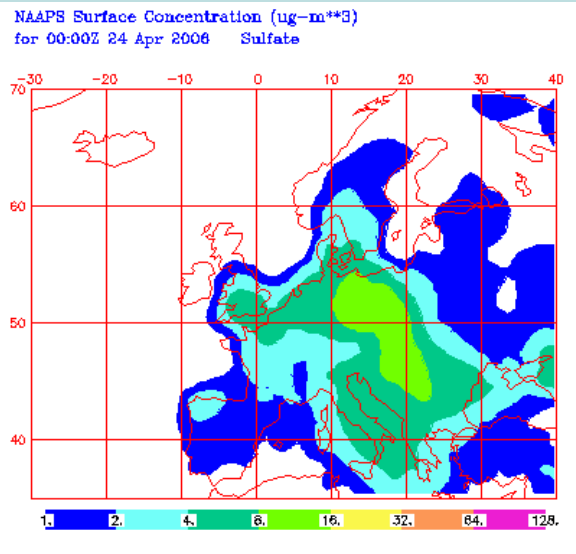 NAAPS Surface Concentration (ug-m**3)
for 00:00Z 24 Apr 2006 Sulfate
-30 -20 -10 0 10 20 30 40
70
60
50
40
1. 2. 4. 8. 16. 32. 64. 128.